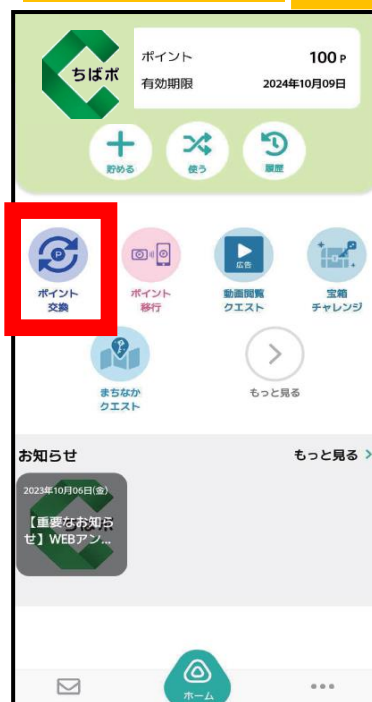 ちばポ
ポイント
100 P
有効期限
2024年10月09日
貯める
使う
履歴
P
ポイント
交換
ポイント
移行
広告
動画閲覧
クエスト
P
宝箱
チャレンジ
?
まちなか
クエスト
もっと見る
お知らせ
もっと見る
2023年10月06日(金)
【重要なお知ら
せ】WEBアン...
ホーム